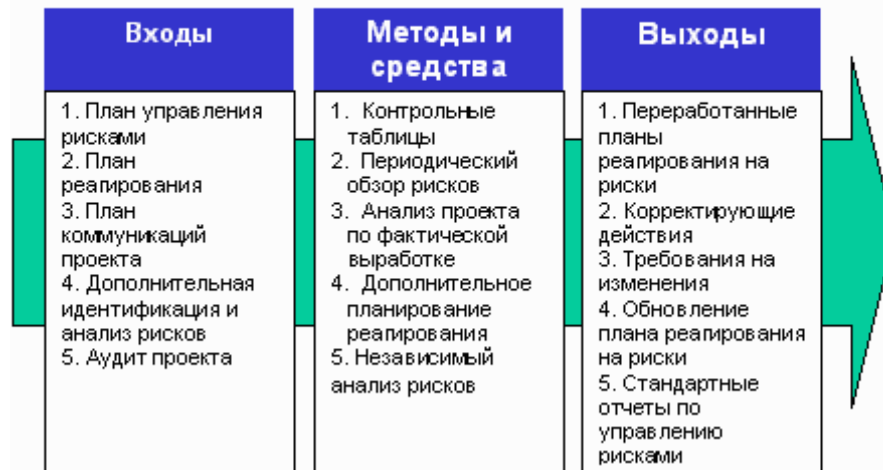 Входы
1. План управления
рисками
2. План
реагирования
3. План
коммуникаций
проекта
4. Дополнительная
идентификация и
анализ рисков
5. Аудит проекта
Методы и
средства
1. Контрольные
таблицы
2. Периодический
обзор рисков
3. Анализ проекта
по фактической
выработке
4. Дополнительное
планирование
реагирования
5. Независимый
анализ рисков
Выходы
1. Переработанные
планы
реагирования на
риски
2. Корректирующие
действия
3. Требования на
изменения
4. Обновление
плана реагирования
на риски
5. Стандартные
отчеты по
управлению
рисками